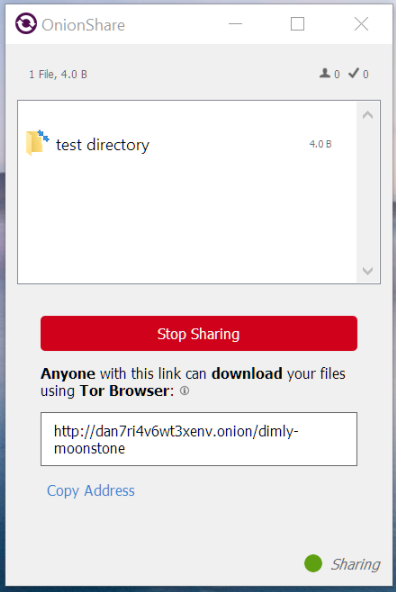 OnionShare
1 File, 4.0 B
0
0
test directory
4.0 B
Stop Sharing
Anyone with this link can download your files
using Tor Browser:
http://dan7ri4v6wt3xenv.onion/dimly-
moonstone
Copy Address
Sharing